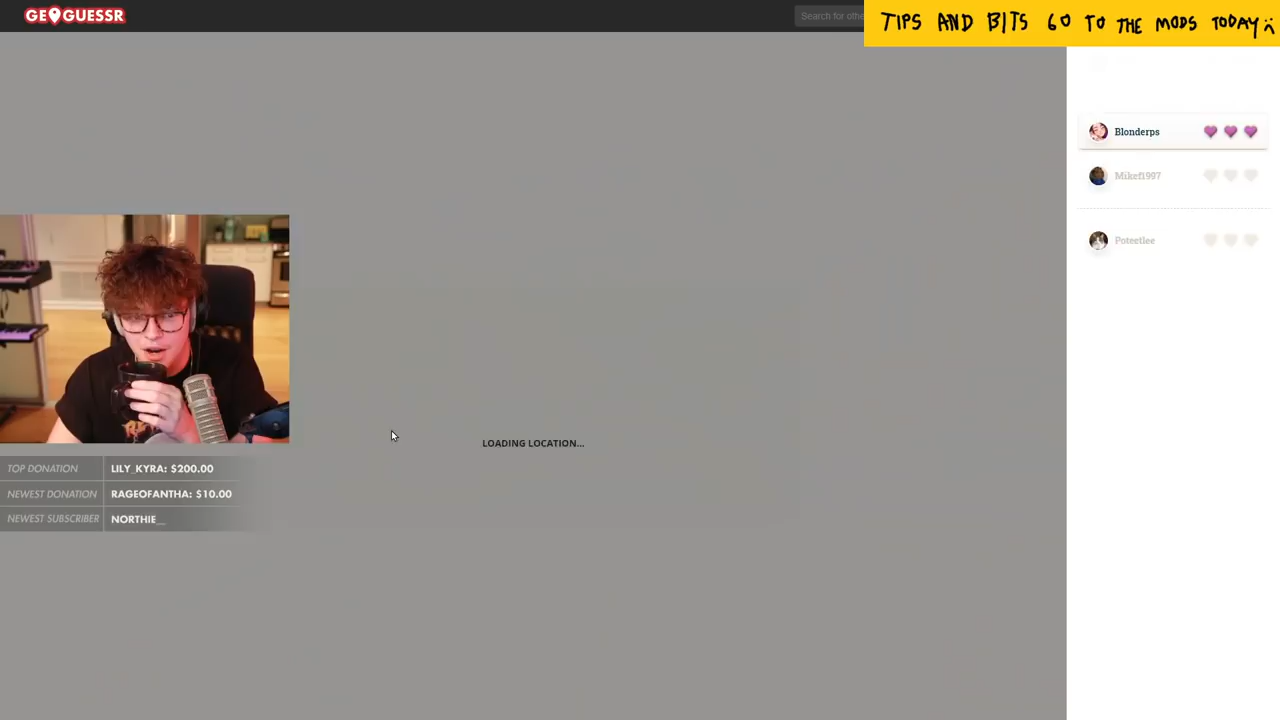 GEOGUESSR
Search for othe
TIPS AND BITS GO TO THE MODS TODAY
Blonderps
Mikef1997
Poteetlee
LOADING LOCATION...
TOP DONATION LILY_KYRA: $200.00
NEWEST DONATION RAGEOFANTHA: $10.00
NEWEST SUBSCRIBER NORTHIE__